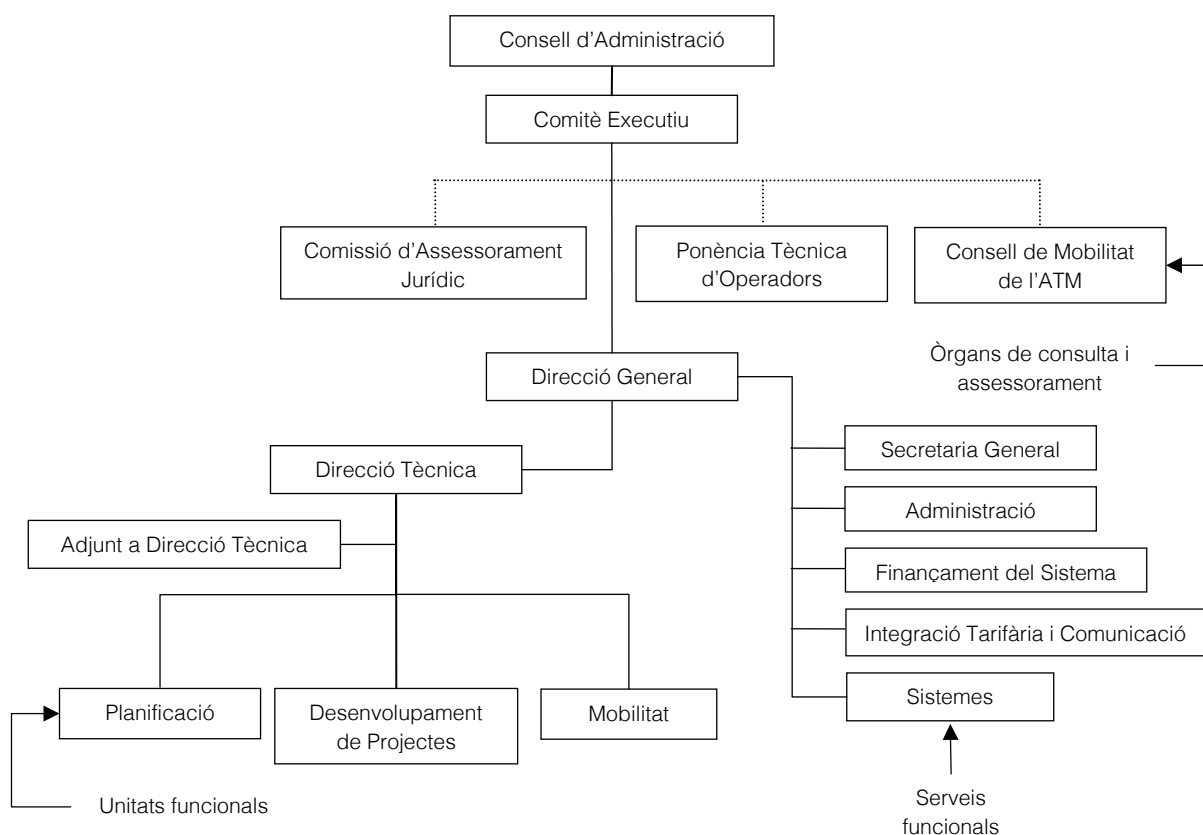 Consell d'Administració
Comitè Executiu
Comissió d'Assessorament
Jurídic
Ponència Tècnica
d'Operadors
Consell de Mobilitat
de l'ATM
Òrgans de consulta i
assessorament
Direcció General
Direcció Tècnica
Adjunt a Direcció Tècnica
Secretaria General
Administració
Finançament del Sistema
Integració Tarifària i Comunicació
Sistemes
Planificació
Desenvolupament
de Projectes
Mobilitat
Unitats funcionals
Serveis
funcionals